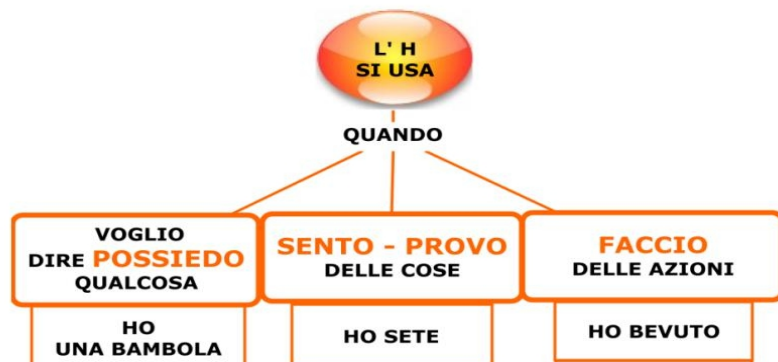 L' H
SI USA
QUANDO
VOGLIO
DIRE POSSIEDO
QUALCOSA
SENTO - PROVO
DELLE COSE
FACCIO
DELLE AZIONI
HO
UNA BAMBOLA
HO SETE
HO BEVUTO